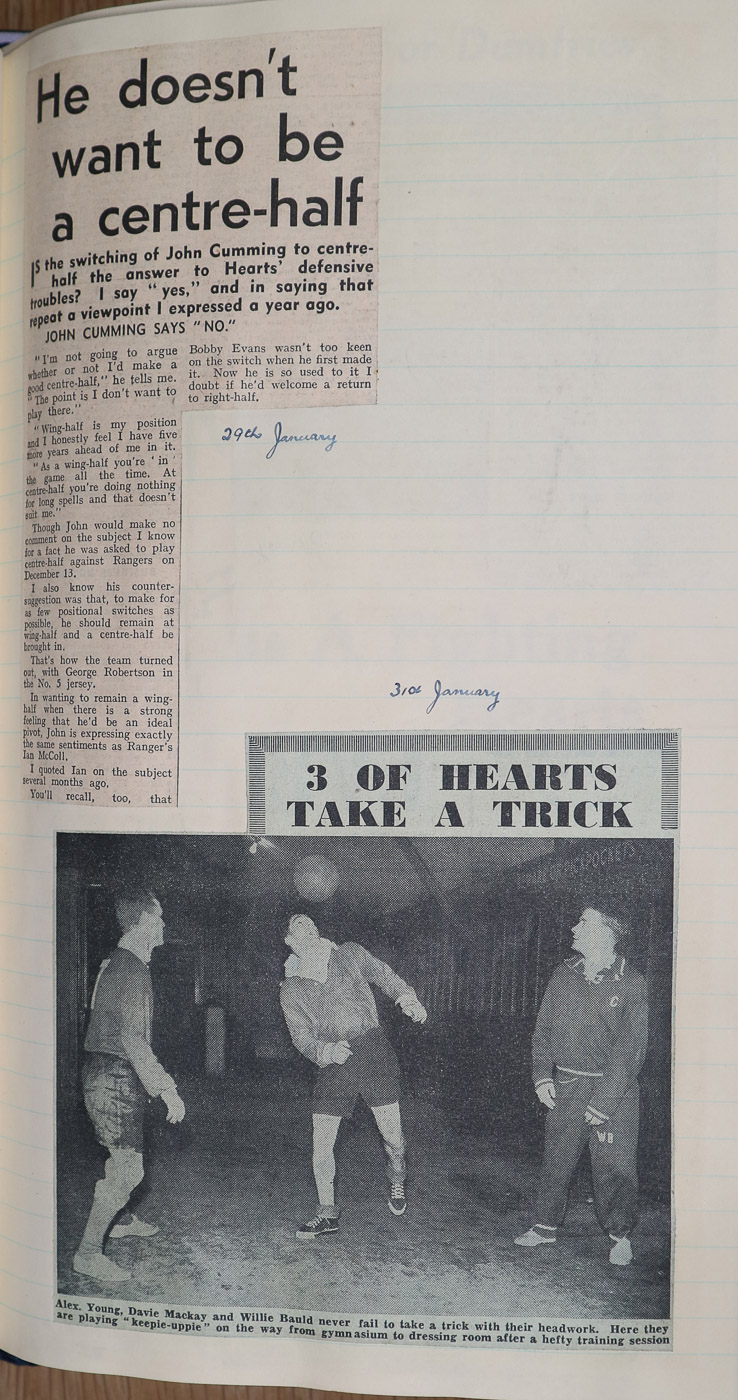 He doesn't
want to be
a centre-half
IS the switching of John Cumming to centre-
half the answer to Hearts' defensive
troubles? I say "yes," and in saying that
repeat a viewpoint I expressed a year ago.
JOHN CUMMING SAYS "NO."
"I'm not going to argue
whether or not I'd make a
good centre-half," he tells me.
"The point is I don't want to
play there."
"Wing-half is my position
and I honestly feel I have five
more years ahead of me in it.
"As a wing-half you're 'in'
the game all the time. At
centre-half you're doing nothing
for long spells and that doesn't
suit me."
Though John would make no
comment on the subject I know
for a fact he was asked to play
centre-half against Rangers on
December 13.
I also know his counter-
suggestion was that, to make for
as few positional switches as
possible, he should remain at
wing-half and a centre-half be
brought in.
That's how the team turned
out, with George Robertson in
the No. 5 jersey.
In wanting to remain a wing-
half when there is a strong
feeling that he'd be an ideal
pivot, John is expressing exactly
the same sentiments as Ranger's
Ian McColl.
I quoted Ian on the subject
several months ago.
You'll recall, too, that
Bobby Evans wasn't too keen
on the switch when he first made
it. Now he is so used to it I
doubt if he'd welcome a return
to right-half.
29th January
31st January
3 OF HEARTS
TAKE A TRICK
PICKPOCKETS
C
WB
Alex. Young, Davie Mackay and Willie Bauld never fail to take a trick with their headwork. Here they
are playing "keepie-uppie" on the way from gymnasium to dressing room after a hefty training session